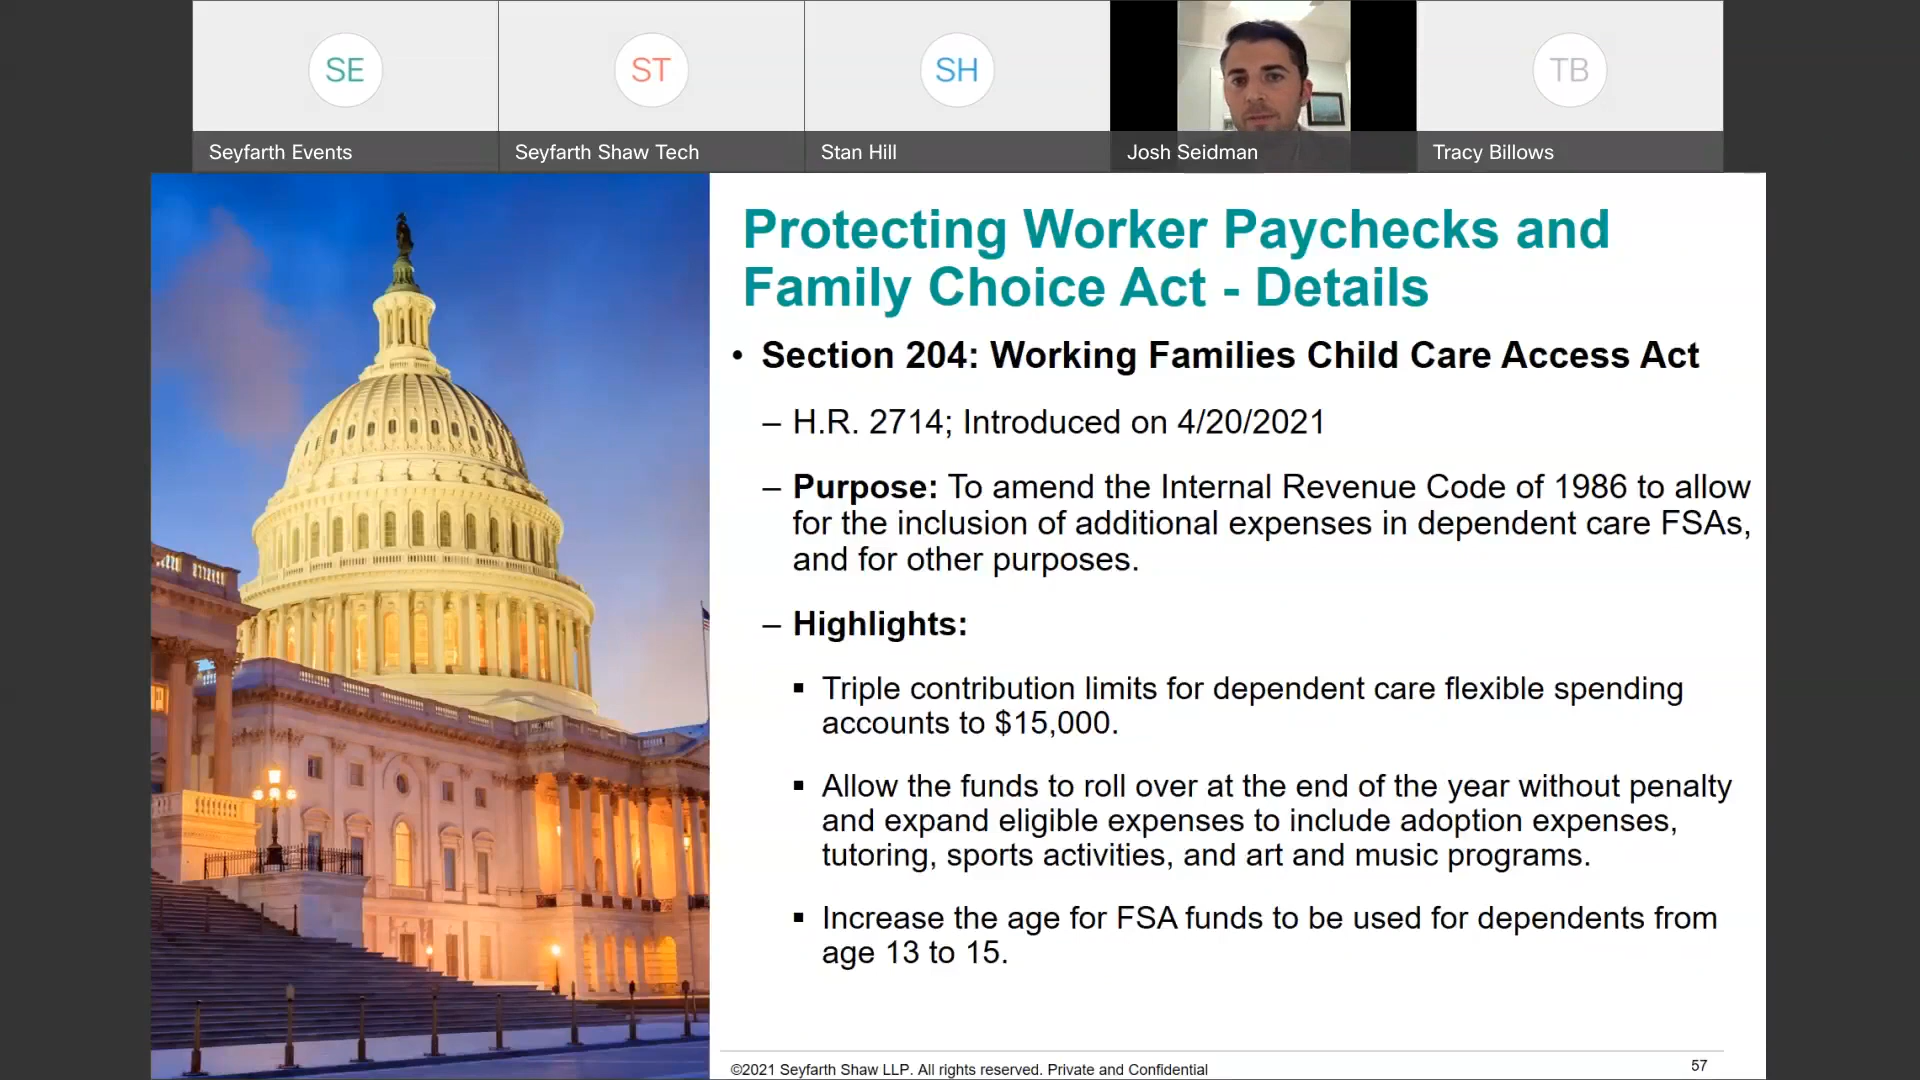 SE
ST
SH
TB
Seyfarth Events
Seyfarth Shaw Tech
Stan Hill
Josh Seidman
Tracy Billows
Protecting Worker Paychecks and
Family Choice Act - Details
• Section 204: Working Families Child Care Access Act
– H.R. 2714; Introduced on 4/20/2021
– Purpose: To amend the Internal Revenue Code of 1986 to allow
for the inclusion of additional expenses in dependent care FSAs,
and for other purposes.
– Highlights:
▪ Triple contribution limits for dependent care flexible spending
accounts to $15,000.
▪ Allow the funds to roll over at the end of the year without penalty
and expand eligible expenses to include adoption expenses,
tutoring, sports activities, and art and music programs.
▪ Increase the age for FSA funds to be used for dependents from
age 13 to 15.
©2021 Seyfarth Shaw LLP. All rights reserved. Private and Confidential
57